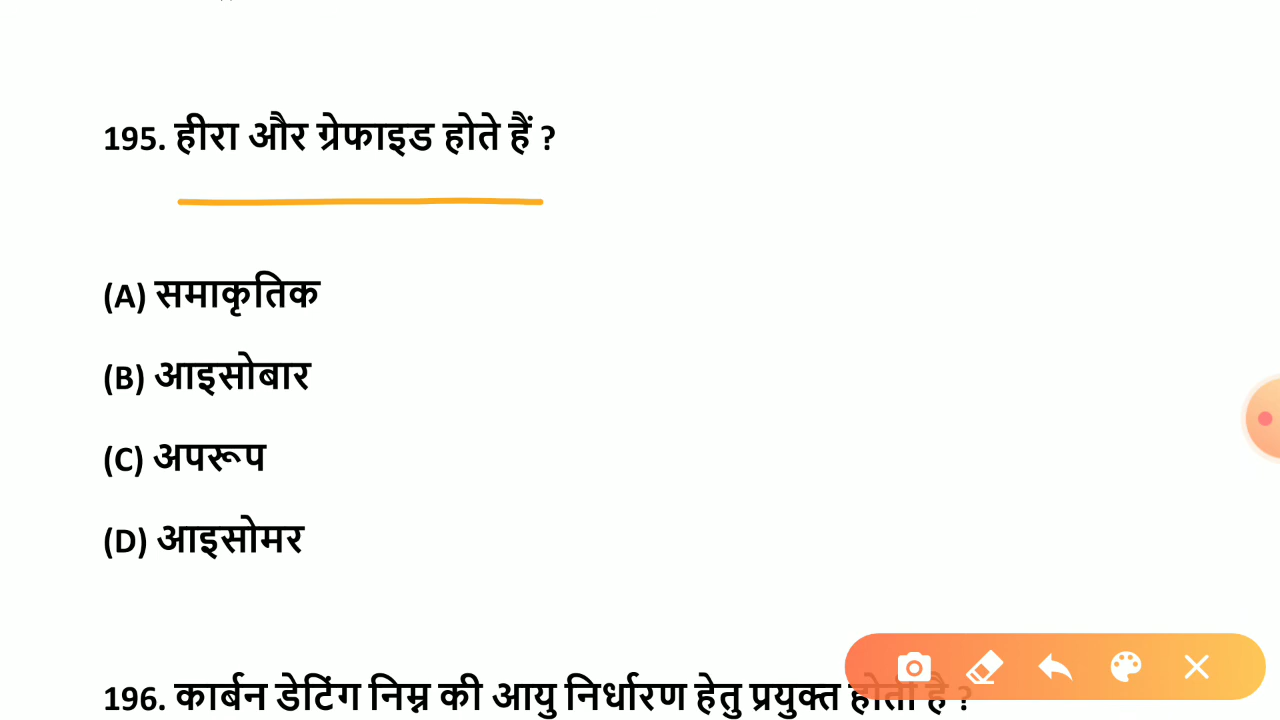 195. हीरा और ग्रेफाइड होते हैं ?
(A) समाकृतिक
(B) आइसोबार
(C) अपरूप
(D) आइसोमर
196. कार्बन डेटिंग निम्न की आयु निर्धारण हेतु प्रयुक्त होती है ?